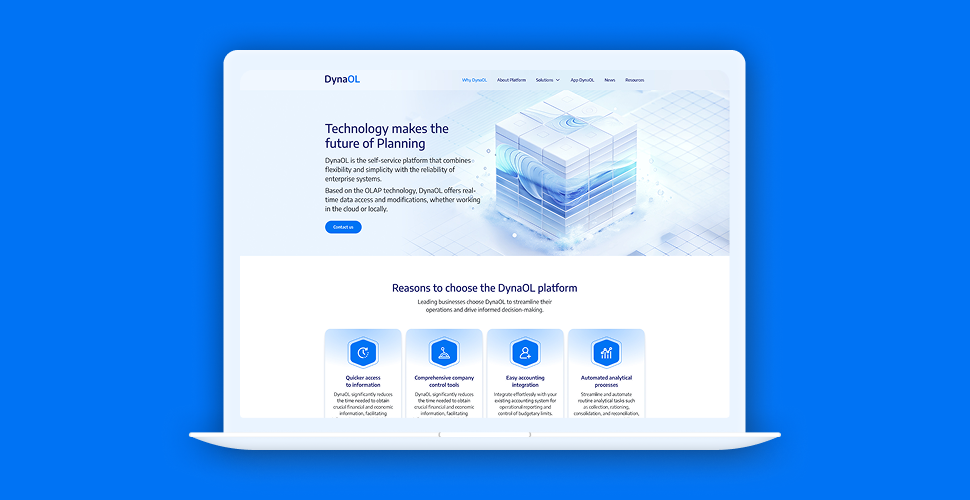 DynaOL
Why DynaOL About Platform Solutions App DynaOL News Resources
Technology makes the
future of Planning
DynaOL is the self-service platform that combines
flexibility and simplicity with the reliability of
enterprise systems.
Based on the OLAP technology, DynaOL offers real-
time data access and modifications, whether working
in the cloud or locally.
Contact us
Reasons to choose the DynaOL platform
Leading businesses choose DynaOL to streamline their
operations and drive informed decision-making.
Quicker access
to information
DynaOL significantly reduces
the time needed to obtain
crucial financial and economic
information, facilitating
Comprehensive company
control tools
DynaOL significantly reduces
the time needed to obtain
crucial financial and economic
information, facilitating
Easy accounting
integration
Integrate effortlessly with your
existing accounting system for
operational reporting and
control of budgetary limits.
Automated analytical
processes
Streamline and automate
routine analytical tasks such
as collection, rationing,
consolidation, and reconciliation,